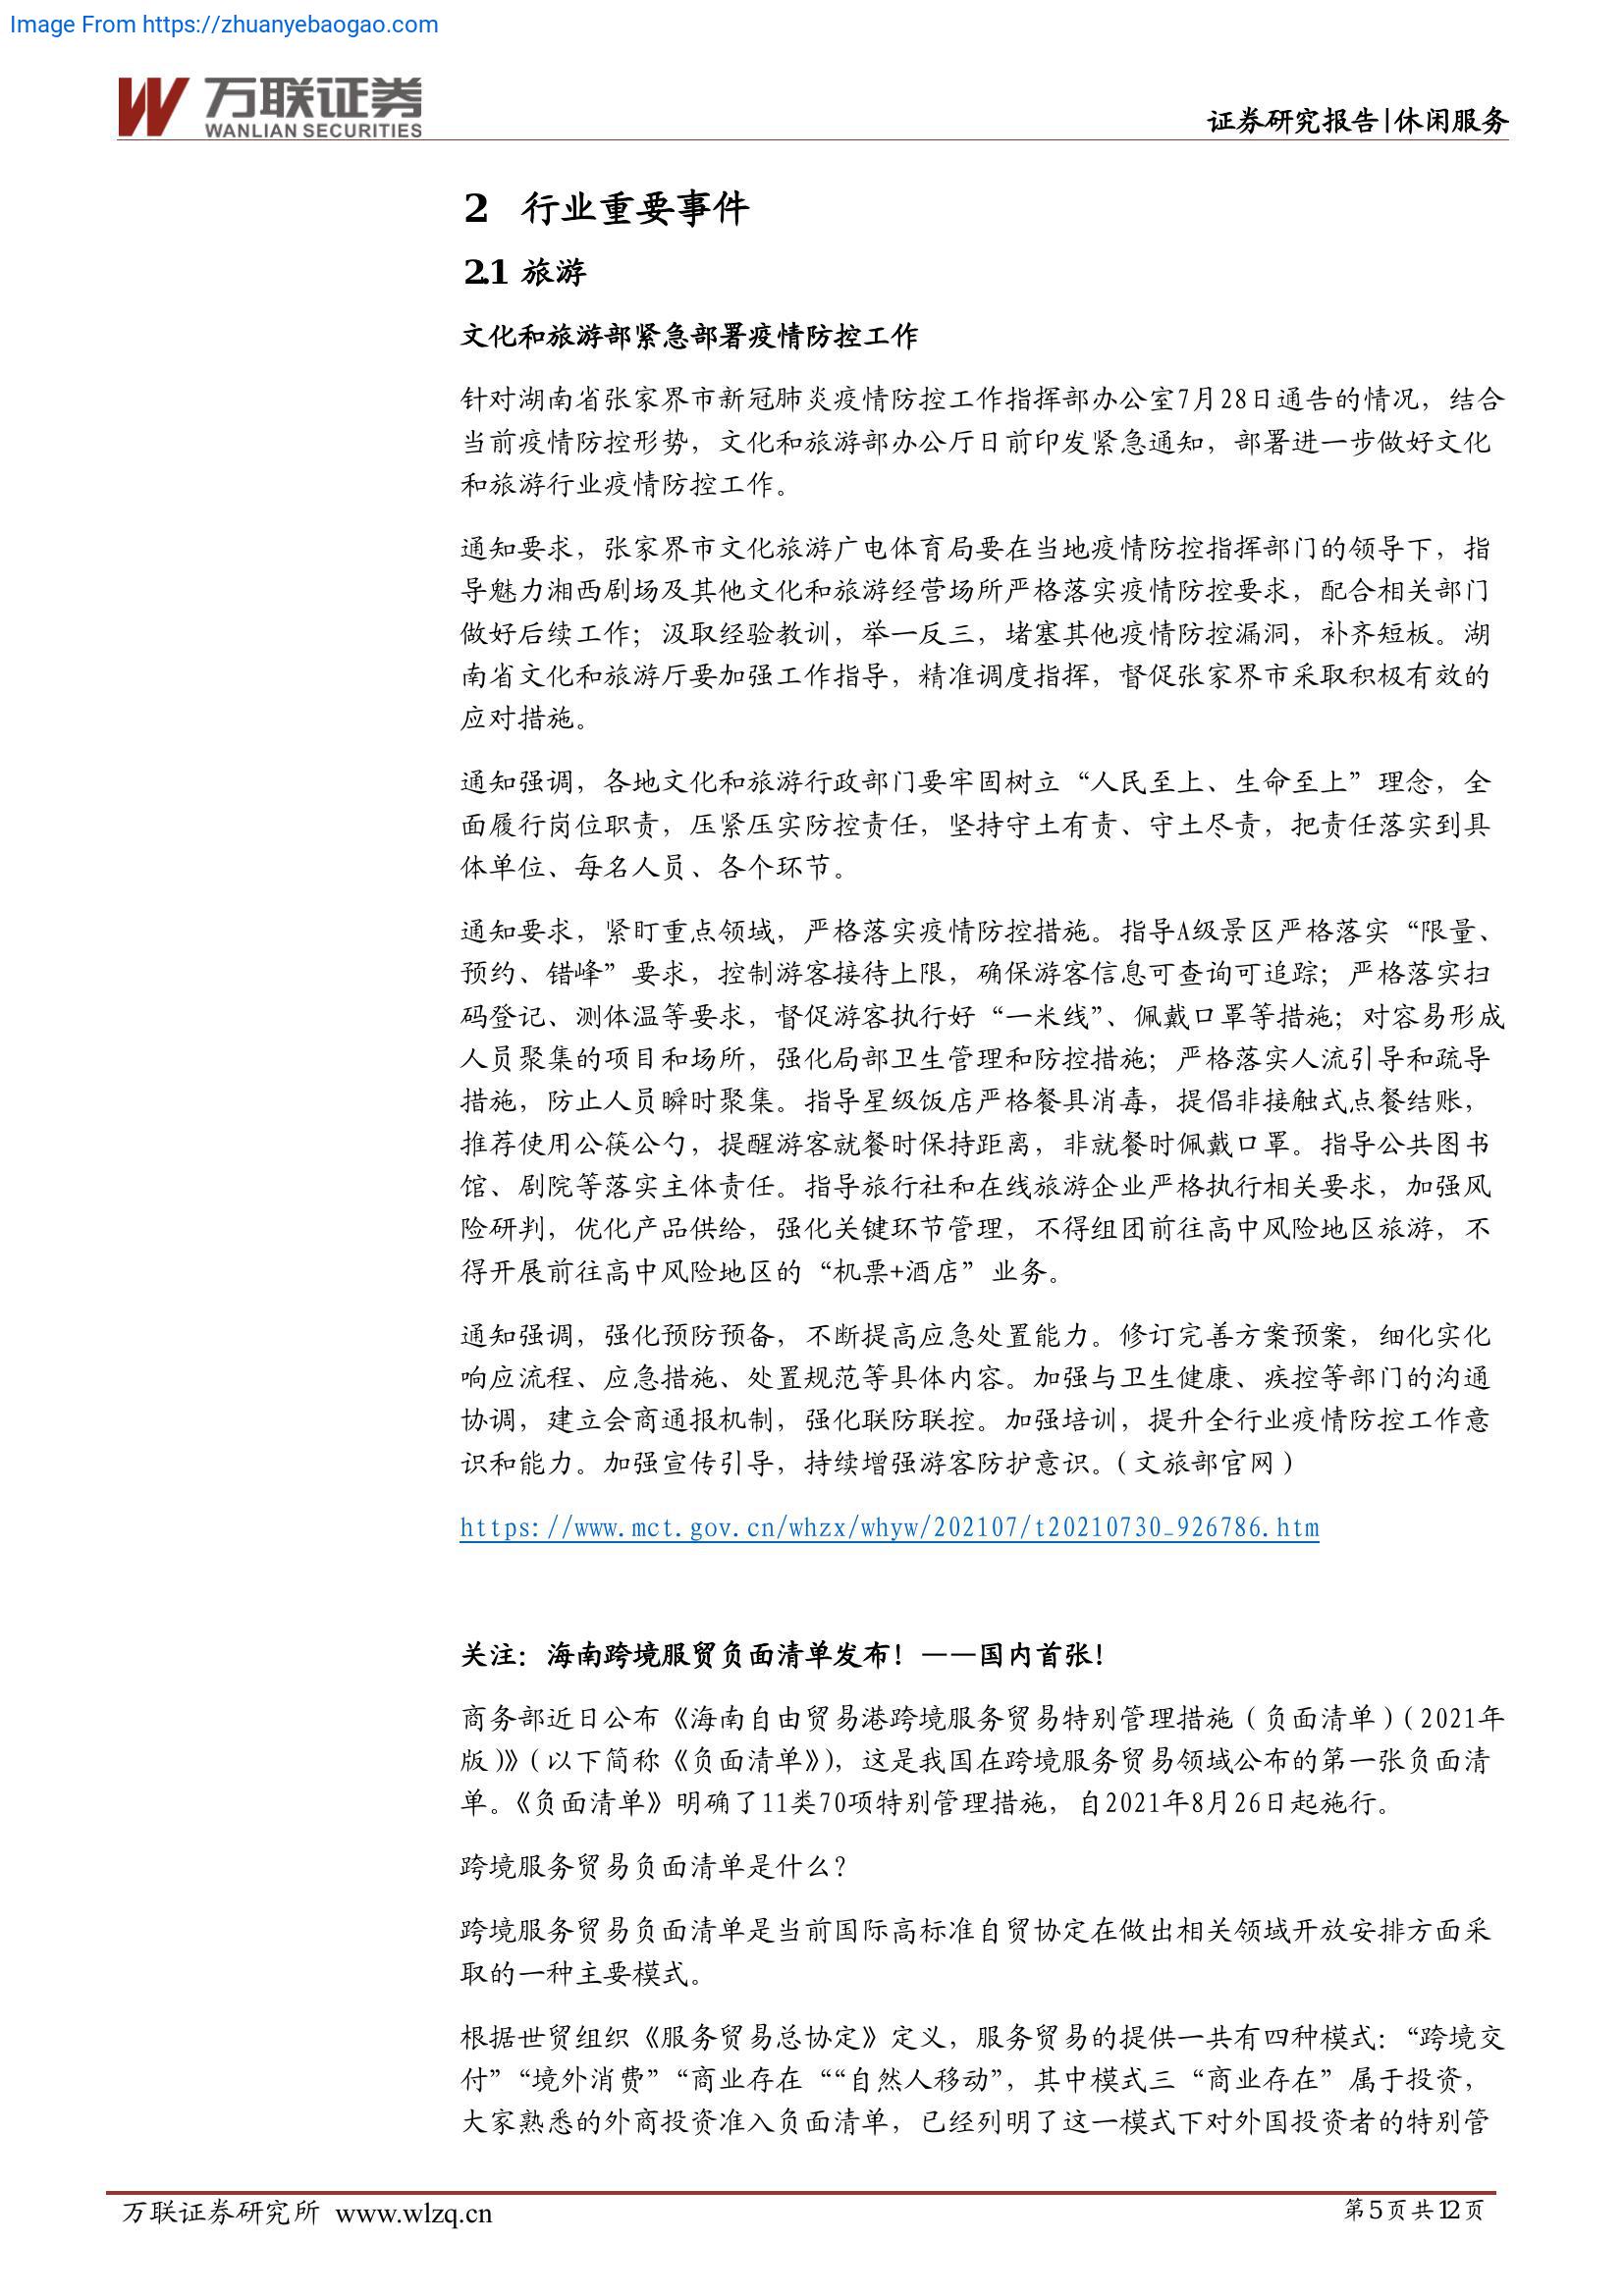 Image From https://zhuanyebaogao.com
万联证券
WANLIAN SECURITIES
证券研究报告|休闲服务
2 行业重要事件
2.1 旅游
文化和旅游部紧急部署疫情防控工作
针对湖南省张家界市新冠肺炎疫情防控工作指挥部办公室7月28日通告的情况，结合
当前疫情防控形势，文化和旅游部办公厅日前印发紧急通知，部署进一步做好文化
和旅游行业疫情防控工作。
通知要求，张家界市文化旅游广电体育局要在当地疫情防控指挥部门的领导下，指
导魅力湘西剧场及其他文化和旅游经营场所严格落实疫情防控要求，配合相关部门
做好后续工作；汲取经验教训，举一反三，堵塞其他疫情防控漏洞，补齐短板。湖
南省文化和旅游厅要加强工作指导，精准调度指挥，督促张家界市采取积极有效的
应对措施。
通知强调，各地文化和旅游行政部门要牢固树立“人民至上、生命至上”理念，全
面履行岗位职责，压紧压实防控责任，坚持守土有责、守土尽责，把责任落实到具
体单位、每名人员、各个环节。
通知要求，紧盯重点领域，严格落实疫情防控措施。指导A级景区严格落实“限量、
预约、错峰”要求，控制游客接待上限，确保游客信息可查询可追踪；严格落实扫
码登记、测体温等要求，督促游客执行好“一米线”、佩戴口罩等措施；对容易形成
人员聚集的项目和场所，强化局部卫生管理和防控措施；严格落实人流引导和疏导
措施，防止人员瞬时聚集。指导星级饭店严格餐具消毒，提倡非接触式点餐结账，
推荐使用公筷公勺，提醒游客就餐时保持距离，非就餐时佩戴口罩。指导公共图书
馆、剧院等落实主体责任。指导旅行社和在线旅游企业严格执行相关要求，加强风
险研判，优化产品供给，强化关键环节管理，不得组团前往高中风险地区旅游，不
得开展前往高中风险地区的“机票+酒店”业务。
通知强调，强化预防预备，不断提高应急处置能力。修订完善方案预案，细化实化
响应流程、应急措施、处置规范等具体内容。加强与卫生健康、疾控等部门的沟通
协调，建立会商通报机制，强化联防联控。加强培训，提升全行业疫情防控工作意
识和能力。加强宣传引导，持续增强游客防护意识。（文旅部官网）
https://www.mct.gov.cn/whzx/whyw/202107/t20210730_926786.htm
关注：海南跨境服贸负面清单发布！——国内首张！
商务部近日公布《海南自由贸易港跨境服务贸易特别管理措施（负面清单）（2021年
版）》（以下简称《负面清单》），这是我国在跨境服务贸易领域公布的第一张负面清
单。《负面清单》明确了11类70项特别管理措施，自2021年8月26日起施行。
跨境服务贸易负面清单是什么？
跨境服务贸易负面清单是当前国际高标准自贸协定在做出相关领域开放安排方面采
取的一种主要模式。
根据世贸组织《服务贸易总协定》定义，服务贸易的提供一共有四种模式：“跨境交
付”“境外消费”“商业存在““自然人移动”，其中模式三“商业存在”属于投资，
大家熟悉的外商投资准入负面清单，已经列明了这一模式下对外国投资者的特别管
万联证券研究所 www.wlzq.cn
第5页共12页